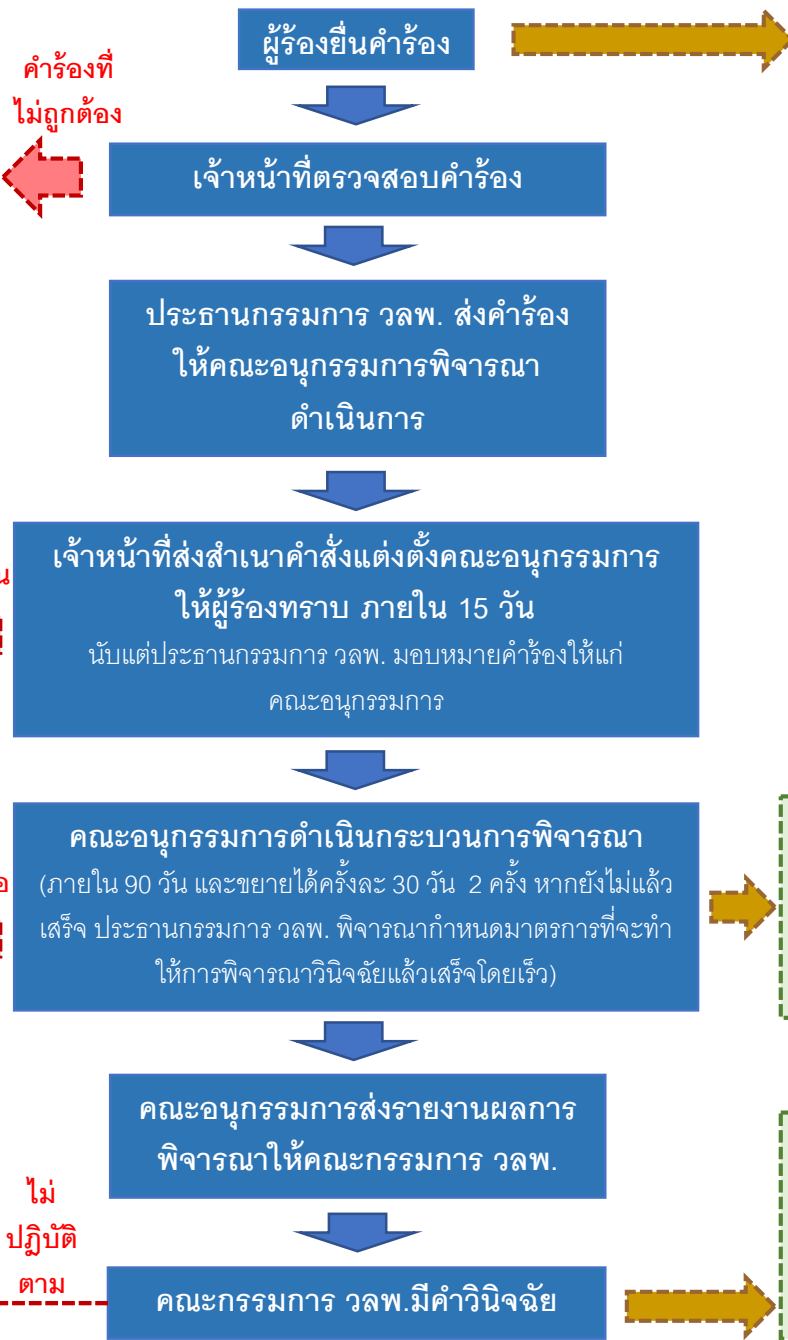 ผู้ร้องยื่นคำร้อง
คำร้องที่
ไม่ถูกต้อง
เจ้าหน้าที่ตรวจสอบคำร้อง
ประธานกรรมการ วลพ. ส่งคำร้อง
ให้คณะอนุกรรมการพิจารณา
ดำเนินการ
เจ้าหน้าที่ส่งสำเนาคำสั่งแต่งตั้งคณะอนุกรรมการ
ให้ผู้ร้องทราบ ภายใน 15 วัน
นับแต่ประธานกรรมการ วลพ. มอบหมายคำร้องให้แก่
คณะอนุกรรมการ
คณะอนุกรรมการดำเนินกระบวนการพิจารณา
(ภายใน 90 วัน และขยายได้ครั้งละ 30 วัน 2 ครั้ง หากยังไม่แล้ว
เสร็จ ประธานกรรมการ วลพ. พิจารณากำหนดมาตรการที่จะทำ
ให้การพิจารณาวินิจฉัยแล้วเสร็จโดยเร็ว)
คณะอนุกรรมการส่งรายงานผลการ
พิจารณาให้คณะกรรมการ วลพ.
ไม่
ปฏิบัติ
ตาม
คณะกรรมการ วลพ.มีคำวินิจฉัย